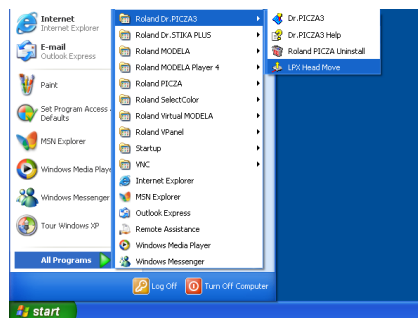 Internet
Internet Explorer
E-mail
Outlook Express
Paint
Set Program Access
Defaults
MSN Explorer
Windows Media Playe
Windows Messenger
Tour Windows XP
All Programs
Roland Dr.PICZA3
Roland Dr.STIKA PLUS
Roland MODELA
Roland MODELA Player 4
Roland PICZA
Roland SelectColor
Roland Virtual MODELA
Roland VPanel
Startup
VNC
Internet Explorer
MSN Explorer
Outlook Express
Remote Assistance
Windows Media Player
Windows Messenger
Dr.PICZA3
Dr.PICZA3 Help
Roland PICZA Uninstall
LPX Head Move
Log Off
Turn Off Computer
start